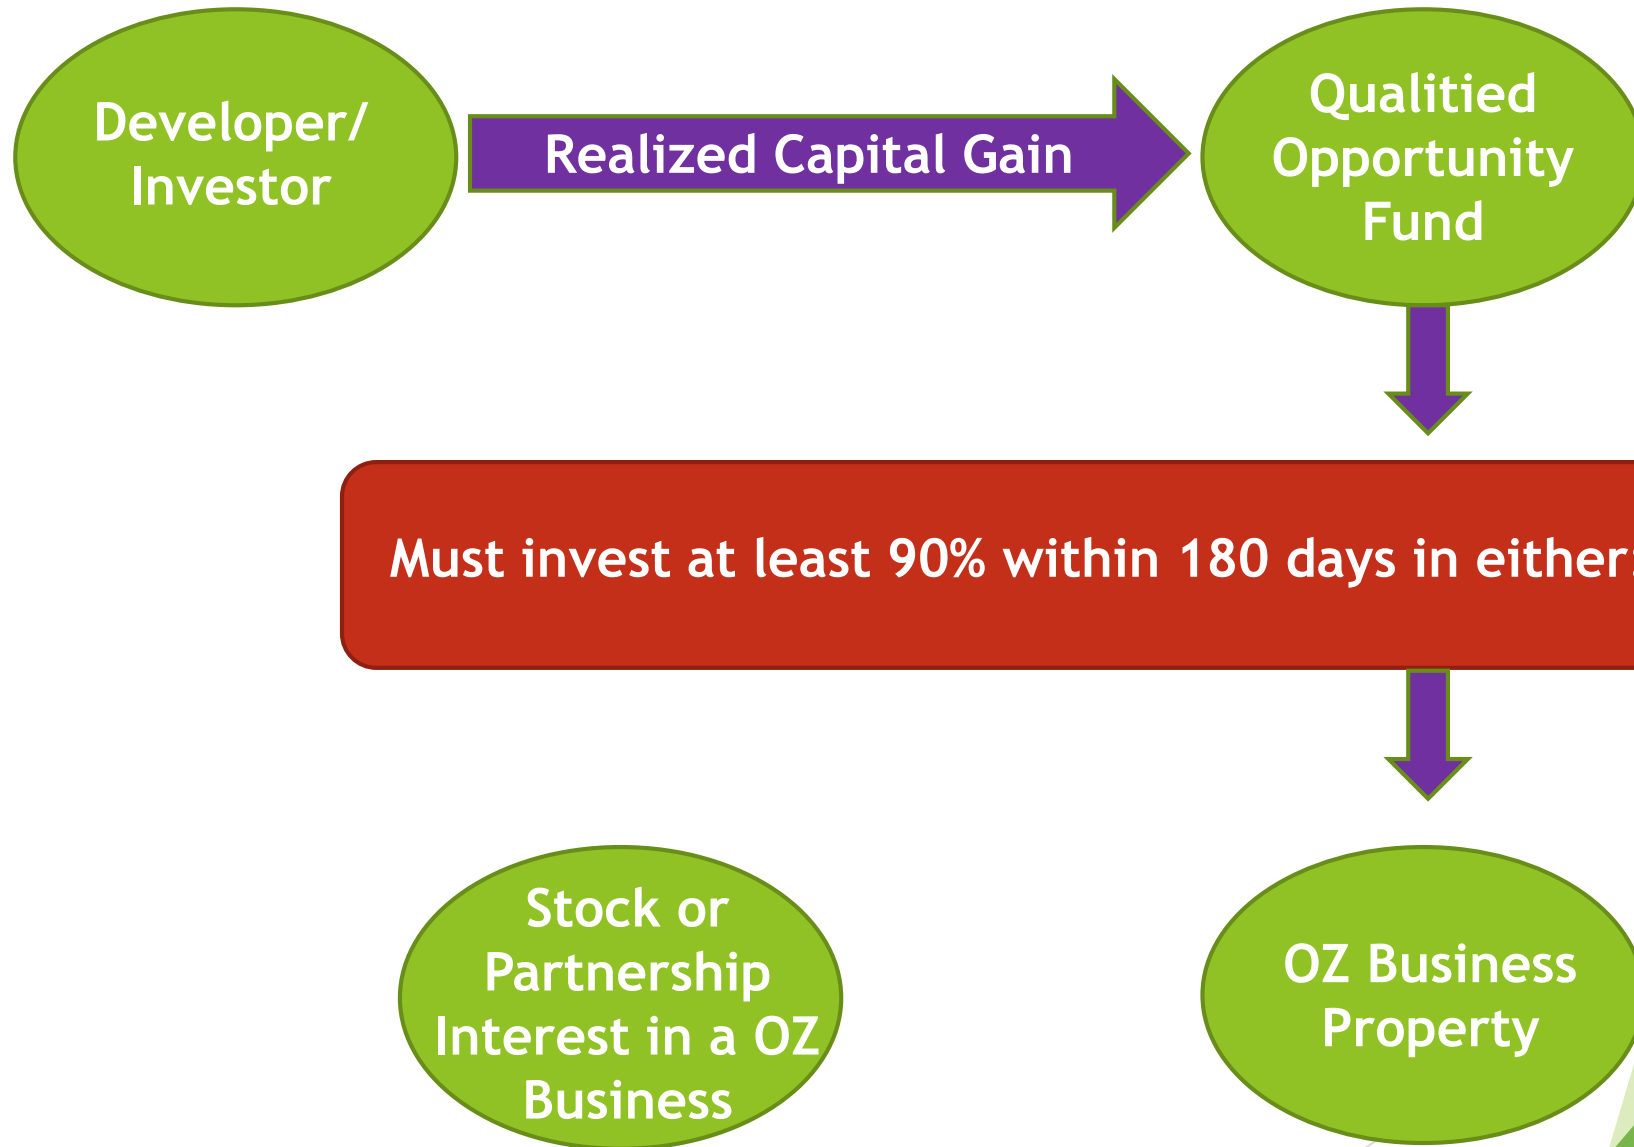 Developer/
Investor
Realized Capital Gain
Qualitied
Opportunity
Fund
Must invest at least 90% within 180 days in either:
Stock or
Partnership
Interest in a OZ
Business
OZ Business
Property